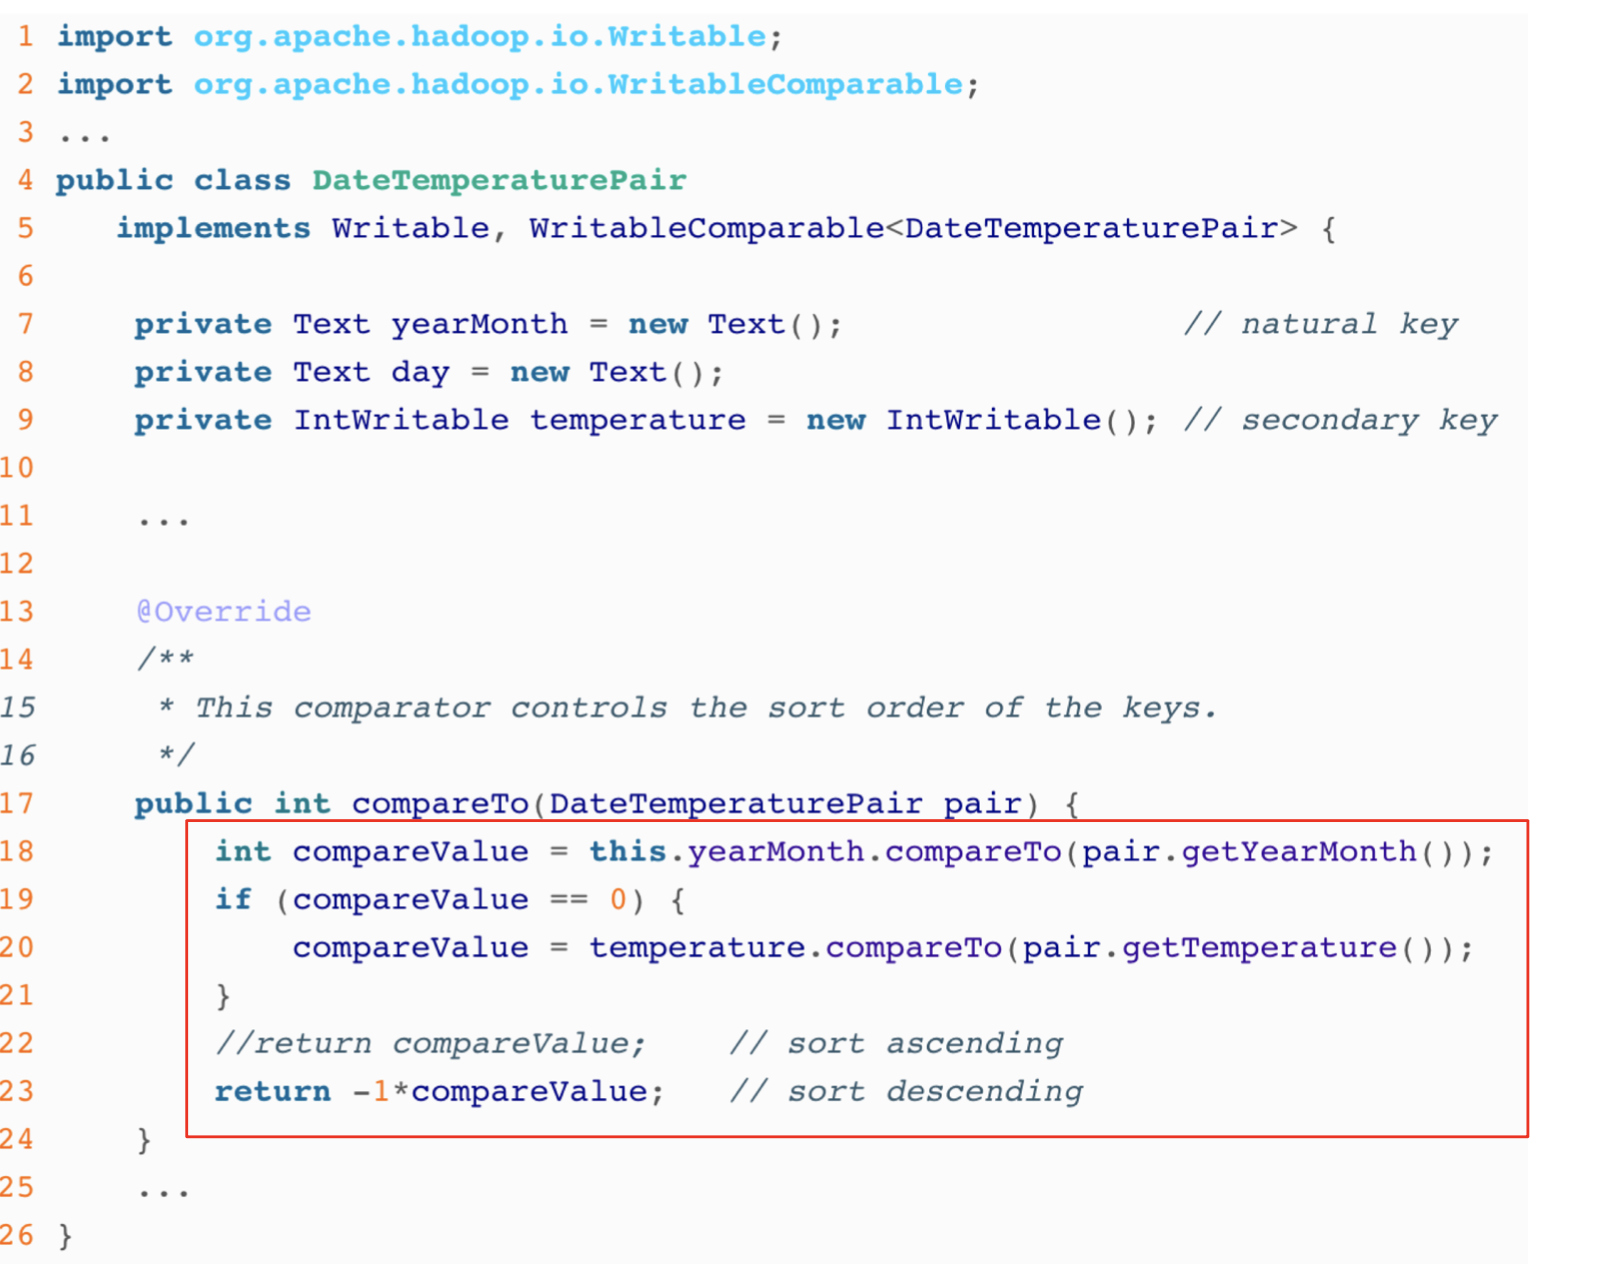 1 import org.apache.hadoop.io.Writable;
2 import org.apache.hadoop.io.WritableComparable;
3 ...
4 public class DateTemperaturePair
5    implements Writable, WritableComparable<DateTemperaturePair> {
6
7     private Text yearMonth = new Text();                 // natural key
8     private Text day = new Text();
9     private IntWritable temperature = new IntWritable(); // secondary key
10
11     ...
12
13     @Override
14     /**
15      * This comparator controls the sort order of the keys.
16      */
17     public int compareTo(DateTemperaturePair pair) {
18         int compareValue = this.yearMonth.compareTo(pair.getYearMonth());
19         if (compareValue == 0) {
20             compareValue = temperature.compareTo(pair.getTemperature());
21         }
22         //return compareValue;    // sort ascending
23         return -1*compareValue;   // sort descending
24     }
25     ...
26 }